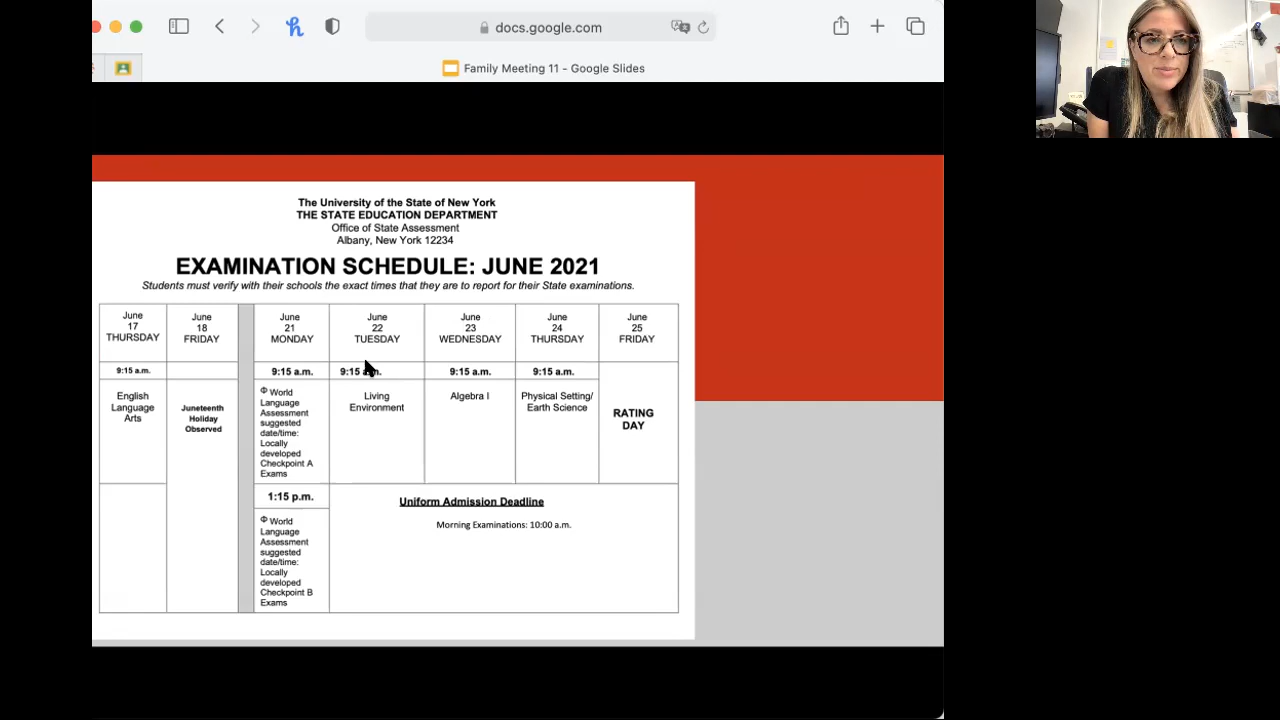 docs.google.com
Family Meeting 11 - Google Slides
The University of the State of New York
THE STATE EDUCATION DEPARTMENT
Office of State Assessment
Albany, New York 12234
EXAMINATION SCHEDULE: JUNE 2021
Students must verify with their schools the exact times that they are to report for their State examinations.
June
17
THURSDAY
June
18
FRIDAY
June
21
MONDAY
June
22
TUESDAY
June
23
WEDNESDAY
June
24
THURSDAY
June
25
FRIDAY
9:15 a.m.
9:15 a.m.
9:15 a.m.
9:15 a.m.
9:15 a.m.
English
Language
Arts
Juneteenth
Holiday
Observed
Φ World
Language
Assessment
suggested
date/time:
Locally
developed
Checkpoint A
Exams
Living
Environment
Algebra I
Physical Setting/
Earth Science
RATING
DAY
1:15 p.m.
Φ World
Language
Assessment
suggested
date/time:
Locally
developed
Checkpoint B
Exams
Uniform Admission Deadline
Morning Examinations: 10:00 a.m.